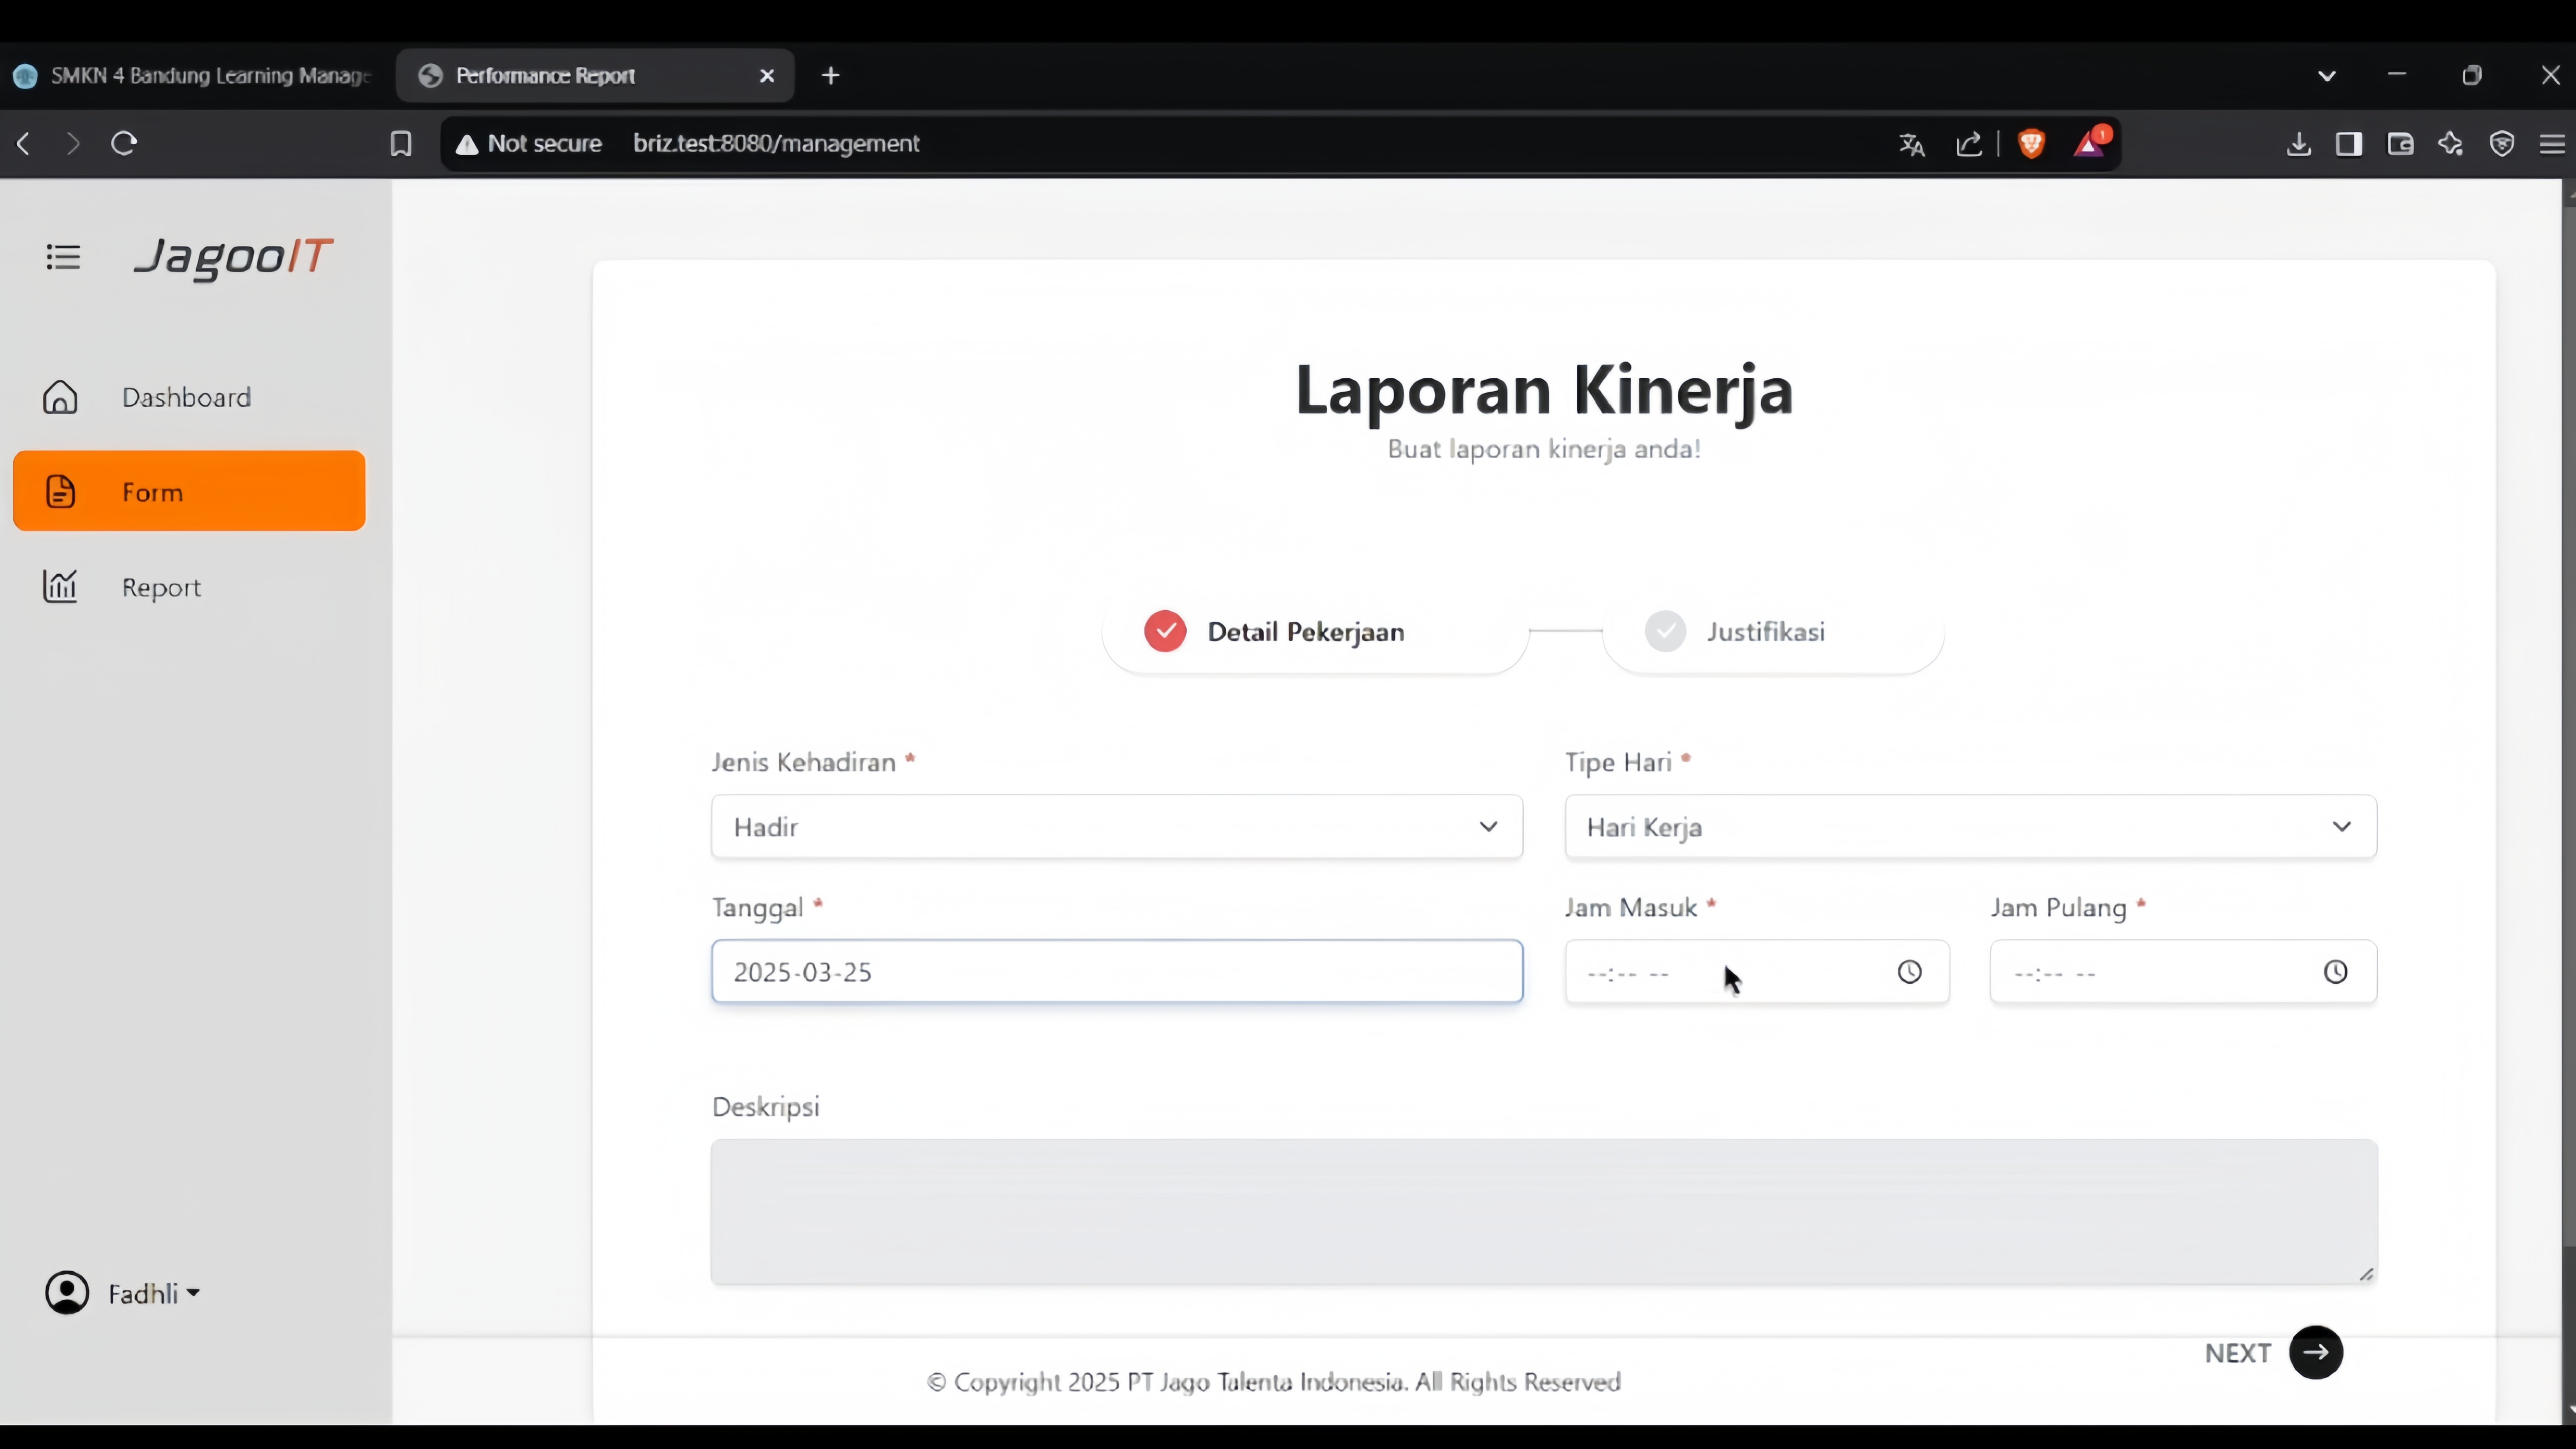 SMKN 4 Bandung Learning Manage
Performance Report
Not secure briz.test:8080/management
1
JagooIT
Dashboard
Form
Report
Laporan Kinerja
Buat laporan kinerja anda!
Detail Pekerjaan
Justifikasi
Jenis Kehadiran *
Tipe Hari *
Hadir
Hari Kerja
Tanggal *
Jam Masuk *
Jam Pulang *
2025-03-25
--:-- --
--:-- --
Deskripsi
Fadhli
NEXT
© Copyright 2025 PT Jago Talenta Indonesia. All Rights Reserved